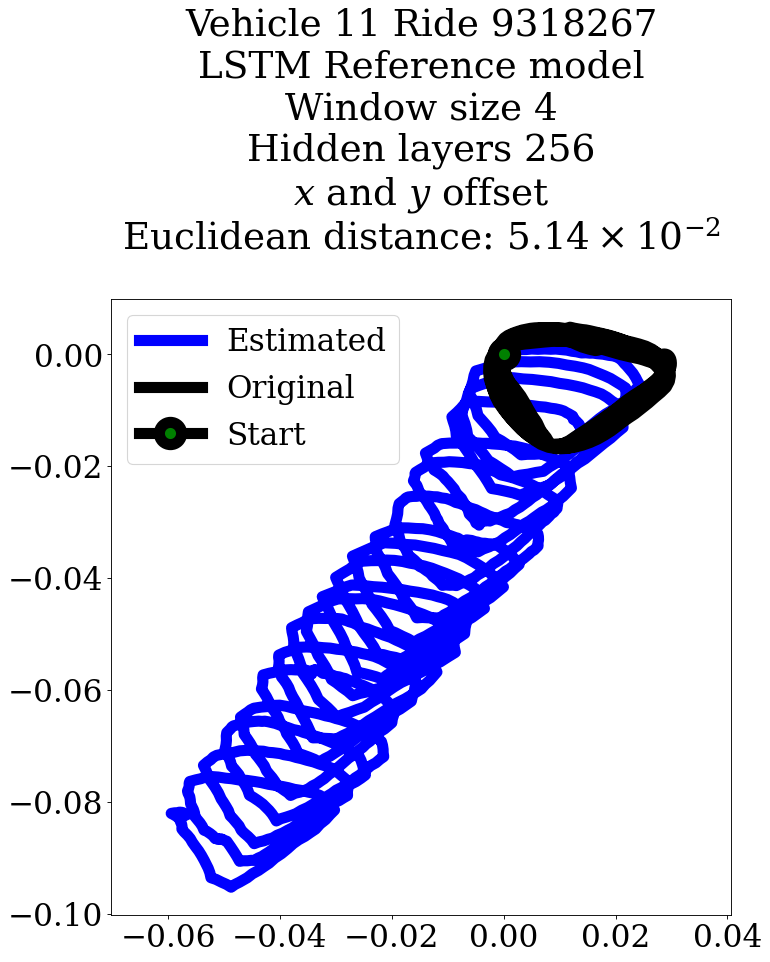 Vehicle 11 Ride 9318267
LSTM Reference model
Window size 4
Hidden layers 256
x and y offset
Euclidean distance: 5.14 × 10⁻²
Estimated
Original
Start
0.00
−0.02
−0.04
−0.06
−0.08
−0.10
−0.06 −0.04 −0.02 0.00 0.02 0.04